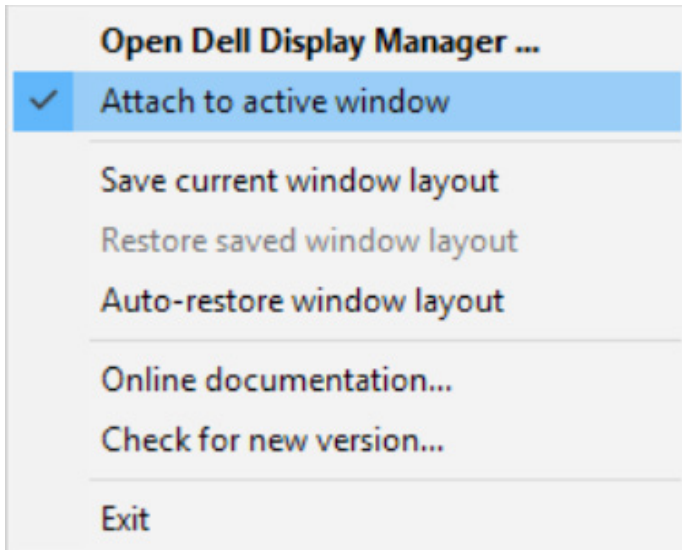 Open Dell Display Manager ...
Attach to active window
Save current window layout
Restore saved window layout
Auto-restore window layout
Online documentation...
Check for new version...
Exit